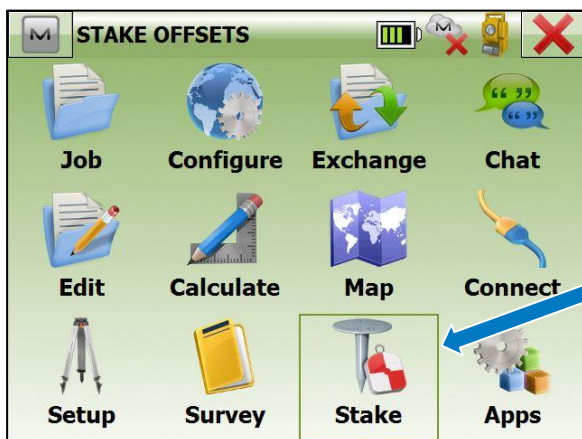 M STAKE OFFSETS
Job Configure Exchange Chat
Edit Calculate Map Connect
Setup Survey Stake Apps